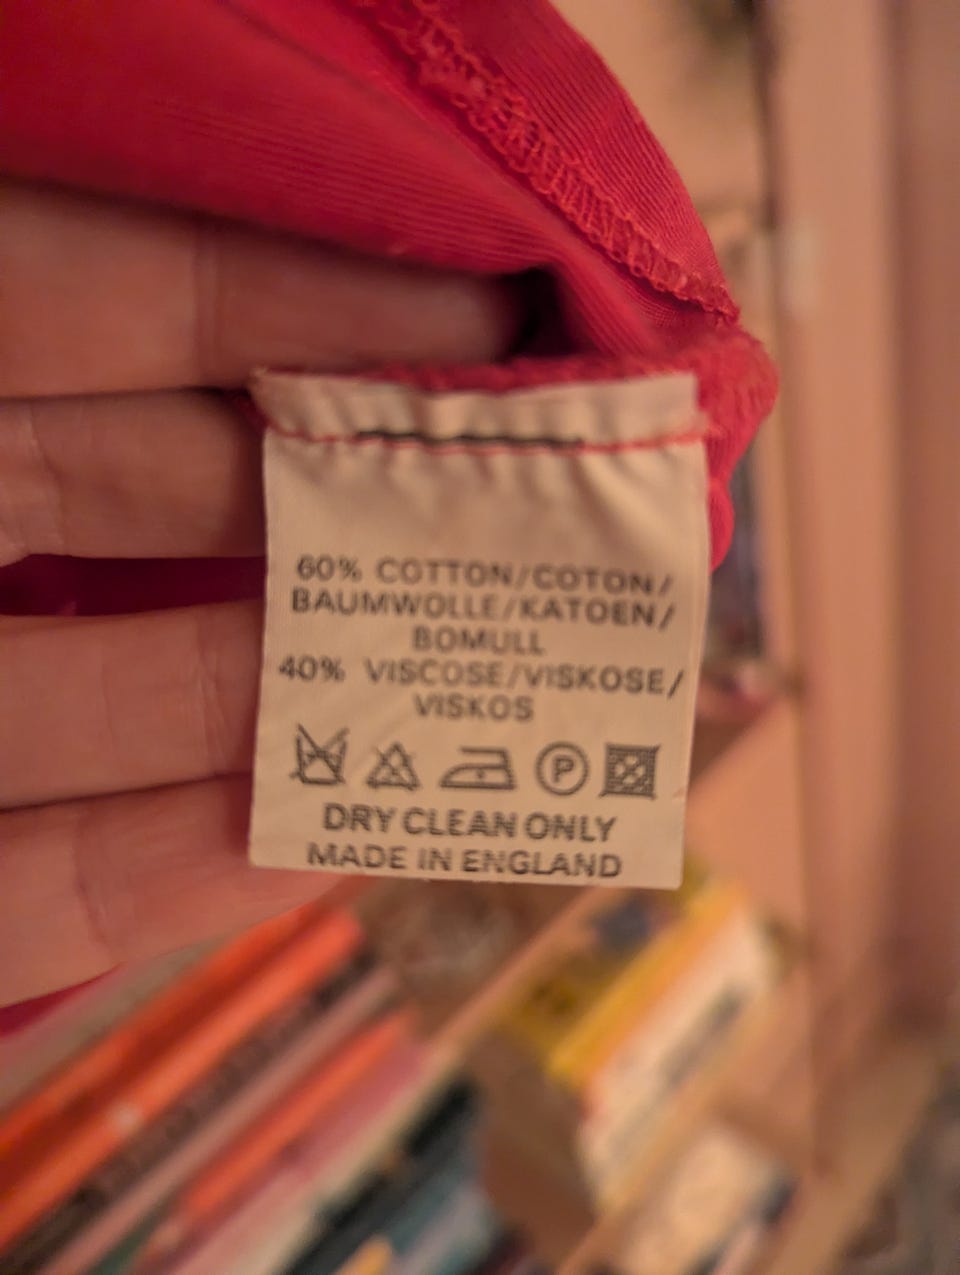 60% COTTON/COTON/
BAUMWOLLE/KATOEN/
BOMULL
40% VISCOSE/VISKOSE/
VISKOS
P
DRY CLEAN ONLY
MADE IN ENGLAND